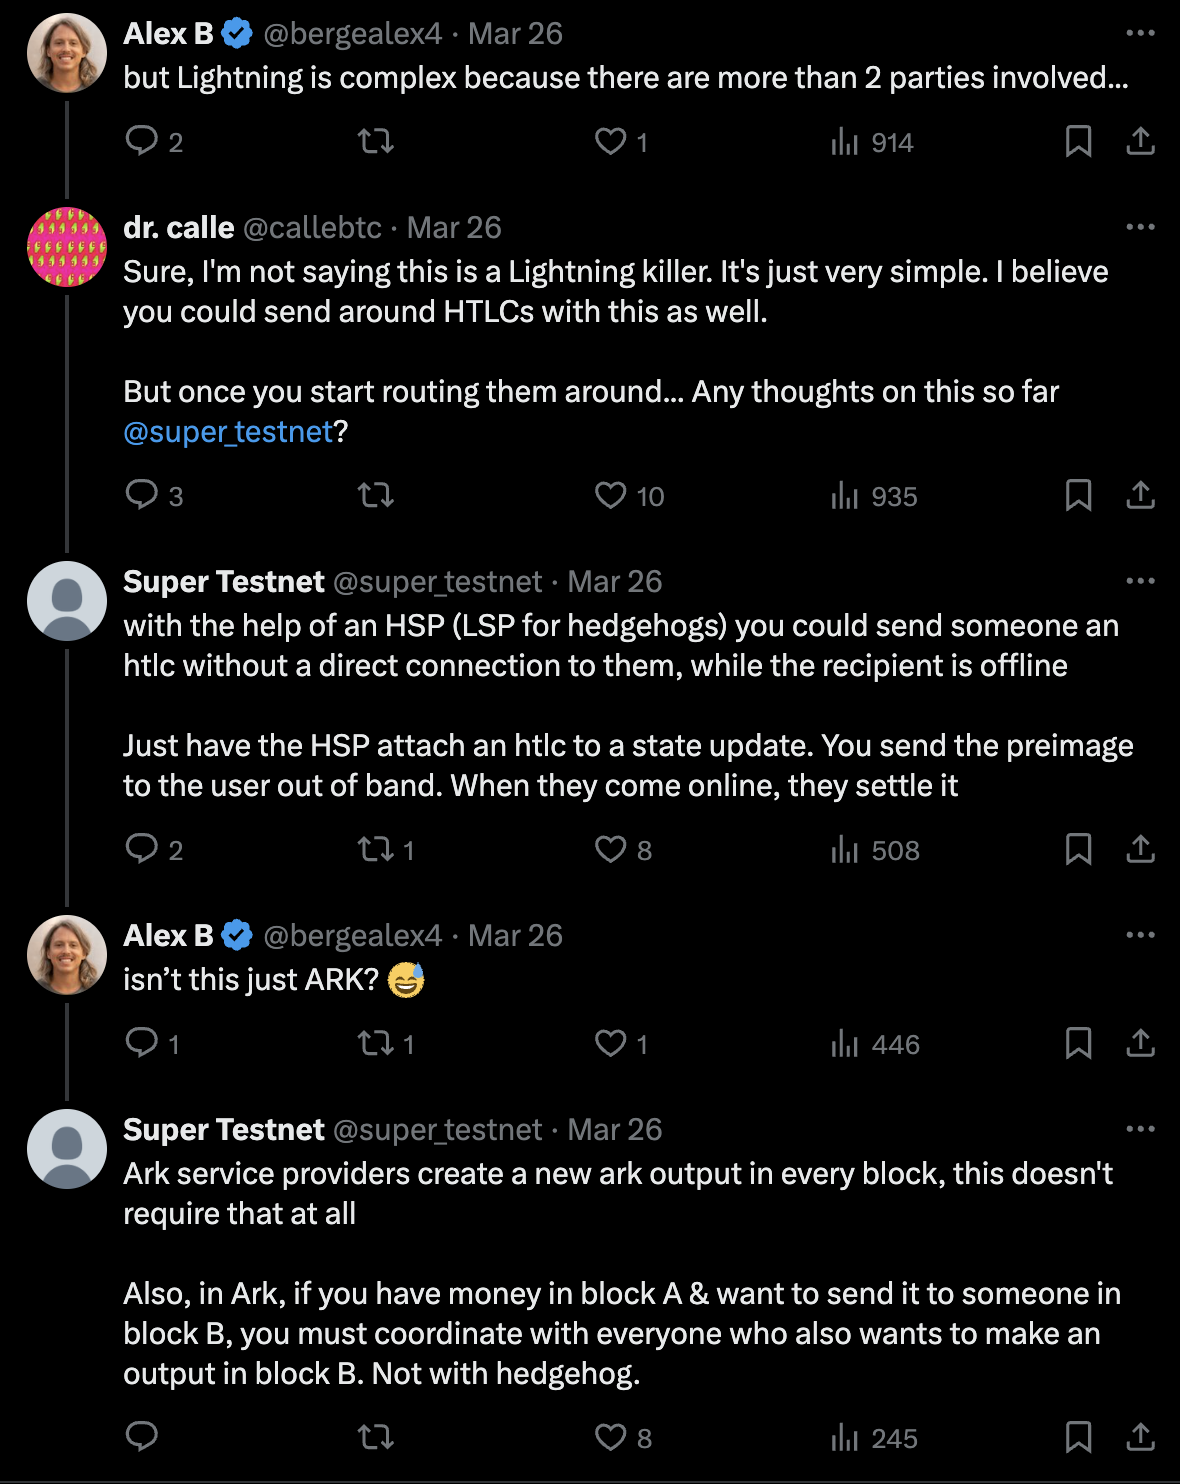 Alex B @bergealex4 · Mar 26
but Lightning is complex because there are more than 2 parties involved...
2 1 914
dr. calle @callebtc · Mar 26
Sure, I'm not saying this is a Lightning killer. It's just very simple. I believe
you could send around HTLCs with this as well.
But once you start routing them around... Any thoughts on this so far
@super_testnet?
3 10 935
Super Testnet @super_testnet · Mar 26
with the help of an HSP (LSP for hedgehogs) you could send someone an
htlc without a direct connection to them, while the recipient is offline
Just have the HSP attach an htlc to a state update. You send the preimage
to the user out of band. When they come online, they settle it
2 1 8 508
Alex B @bergealex4 · Mar 26
isn’t this just ARK? 😅
1 1 1 446
Super Testnet @super_testnet · Mar 26
Ark service providers create a new ark output in every block, this doesn't
require that at all
Also, in Ark, if you have money in block A & want to send it to someone in
block B, you must coordinate with everyone who also wants to make an
output in block B. Not with hedgehog.
8 245